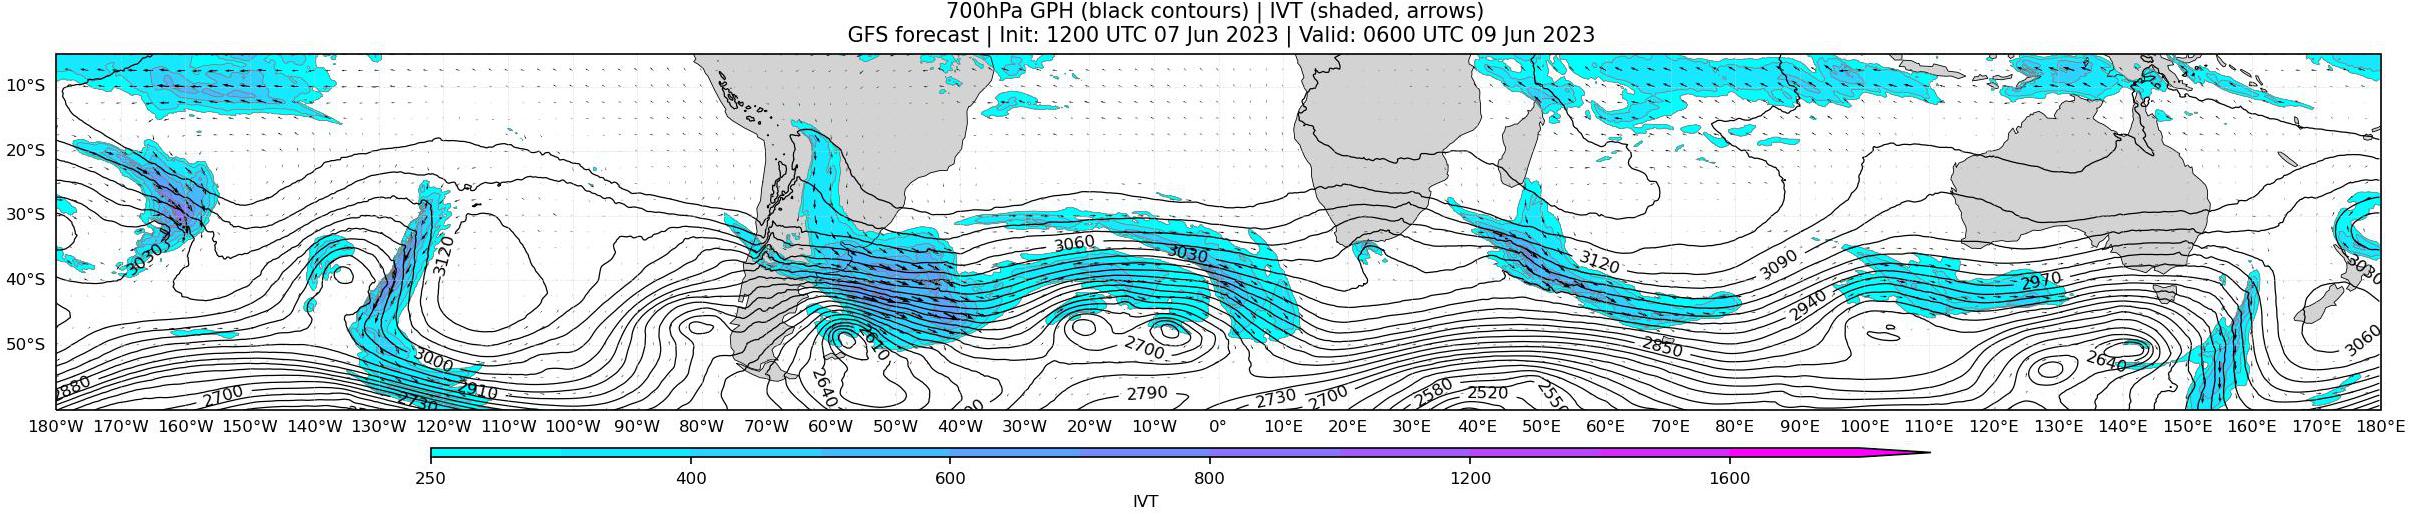 700hPa GPH (black contours) | IVT (shaded, arrows)
GFS forecast | Init: 1200 UTC 07 Jun 2023 | Valid: 0600 UTC 09 Jun 2023
10°S
20°S
30°S
40°S
50°S
3030
3120
3060
3030
3120
3090
2970
2940
3030
3060
3000
2910
2880
2700
2730
2610
2640
2700
2790
2730
2700
2580
2520
2550
2850
2640
180°W 170°W 160°W 150°W 140°W 130°W 120°W 110°W 100°W 90°W 80°W 70°W 60°W 50°W 40°W 30°W 20°W 10°W 0° 10°E 20°E 30°E 40°E 50°E 60°E 70°E 80°E 90°E 100°E 110°E 120°E 130°E 140°E 150°E 160°E 170°E 180°E
250 400 600 800 1200 1600
IVT